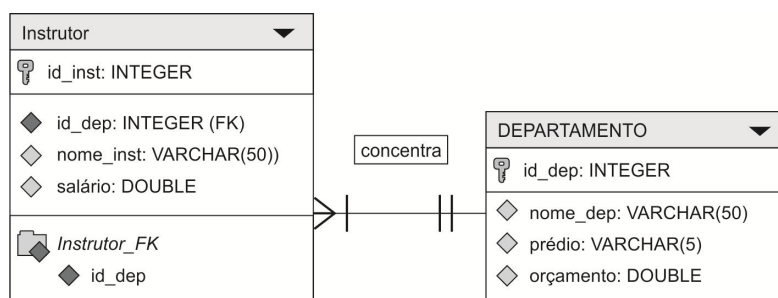 Instrutor
id_inst: INTEGER
id_dep: INTEGER (FK)
nome_inst: VARCHAR(50))
salário: DOUBLE
Instrutor_FK
id_dep
concentra
DEPARTAMENTO
id_dep: INTEGER
nome_dep: VARCHAR(50)
prédio: VARCHAR(5)
orçamento: DOUBLE